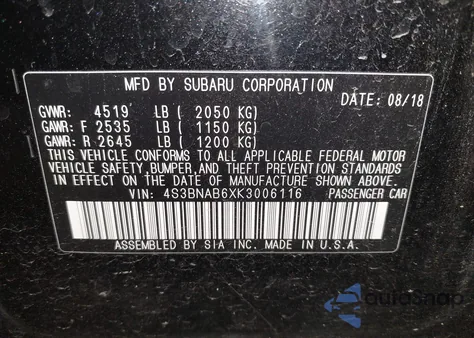 MFD BY SUBARU CORPORATION
DATE: 08/18
GVWR: 4519 LB ( 2050 KG)
GAWR: F 2535 LB ( 1150 KG)
GAWR: R 2645 LB ( 1200 KG)
THIS VEHICLE CONFORMS TO ALL APPLICABLE FEDERAL MOTOR
VEHICLE SAFETY, BUMPER, AND THEFT PREVENTION STANDARDS
IN EFFECT ON THE DATE OF MANUFACTURE SHOWN ABOVE.
VIN: 4S3BNAB6XK3006116 PASSENGER CAR
ASSEMBLED BY SIA INC. MADE IN U.S.A.
autosnap